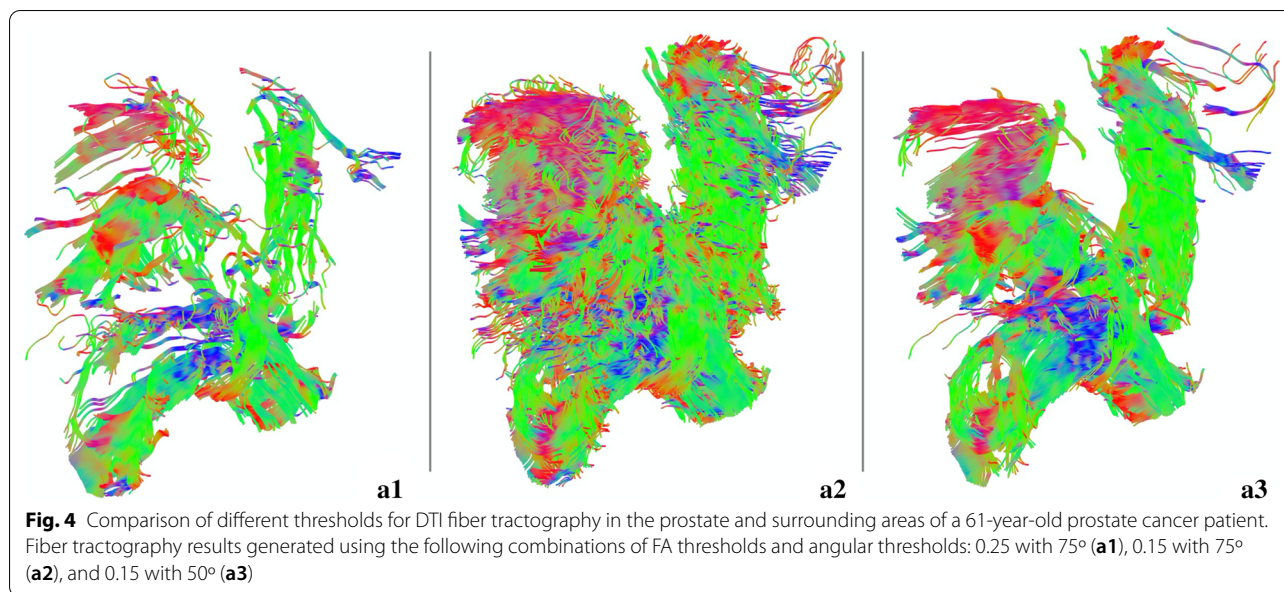 a1
a2
a3
Fig. 4 Comparison of different thresholds for DTI fiber tractography in the prostate and surrounding areas of a 61-year-old prostate cancer patient.
Fiber tractography results generated using the following combinations of FA thresholds and angular thresholds: 0.25 with 75º (a1), 0.15 with 75º
(a2), and 0.15 with 50º (a3)